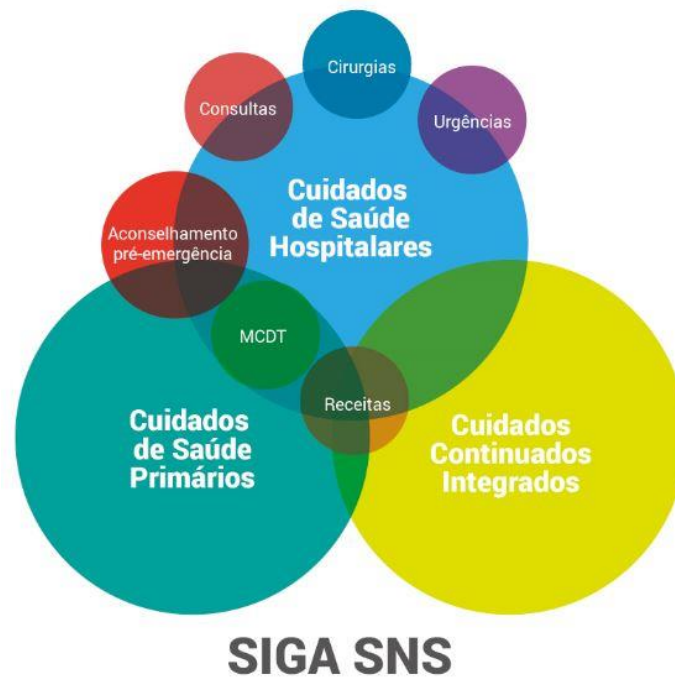 Cirurgias
Consultas
Urgências
Cuidados
de Saúde
Hospitalares
Aconselhamento
pré-emergência
MCDT
Receitas
Cuidados
de Saúde
Primários
Cuidados
Continuados
Integrados
SIGA SNS